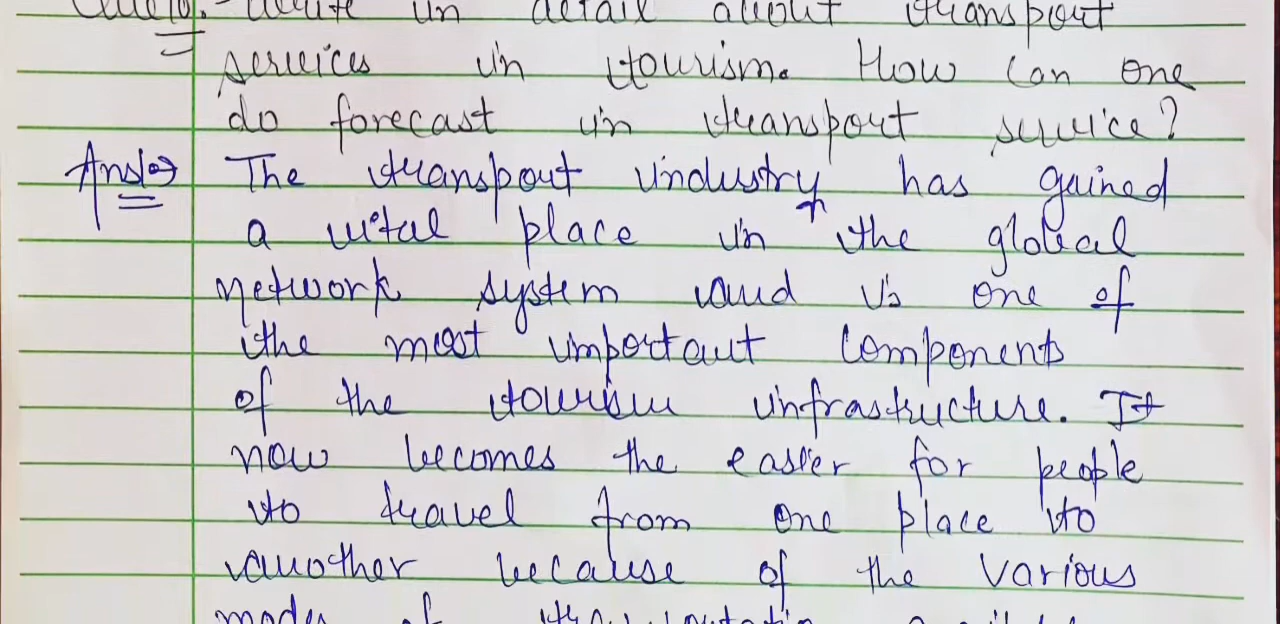 in detail about transport
services in tourism. How can one
do forecast in transport service?
Ans→ The transport industry has gained
a vital place in the global
network system and is one of
the most important components
of the tourism infrastructure. It
now becomes the easier for people
to travel from one place to
another because of the various
modes of